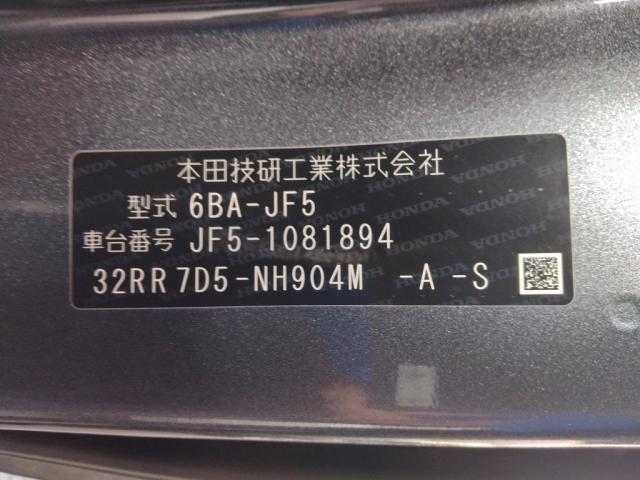 本田技研工業株式会社
型式 6BA-JF5
車台番号 JF5-1081894
32RR 7D5-NH904M -A -S